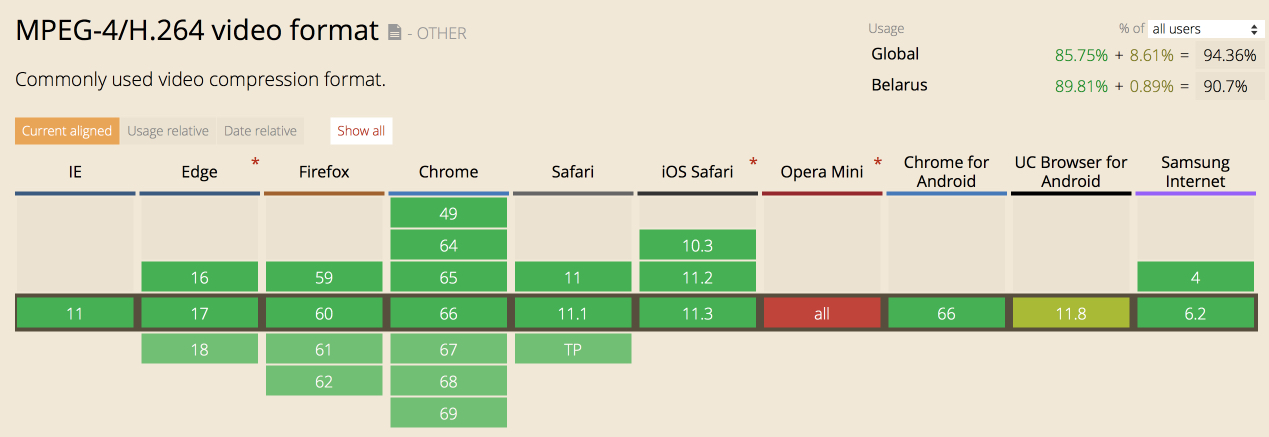 MPEG-4/H.264 video format - OTHER
Usage % of all users
Global 85.75% + 8.61% = 94.36%
Belarus 89.81% + 0.89% = 90.7%
Commonly used video compression format.
Current aligned Usage relative Date relative Show all
IE Edge * Firefox Chrome Safari iOS Safari * Opera Mini * Chrome for Android UC Browser for Android Samsung Internet
49
64 10.3
16 59 65 11 11.2 4
11 17 60 66 11.1 11.3 all 66 11.8 6.2
18 61 67 TP
62 68
69